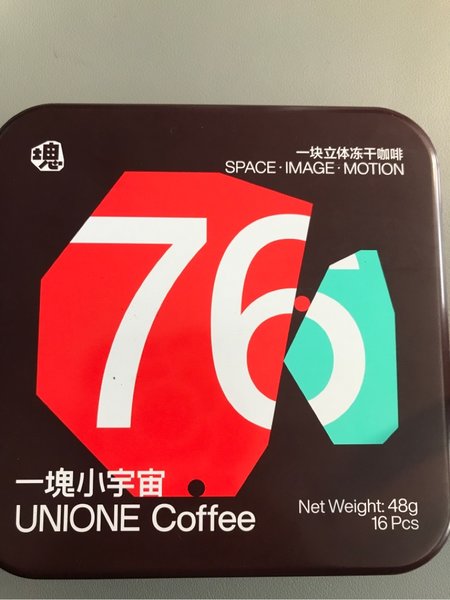 塊
一块立体冻干咖啡
SPACE · IMAGE · MOTION
76
一塊小宇宙
UNIONE Coffee
Net Weight: 48g
16 Pcs